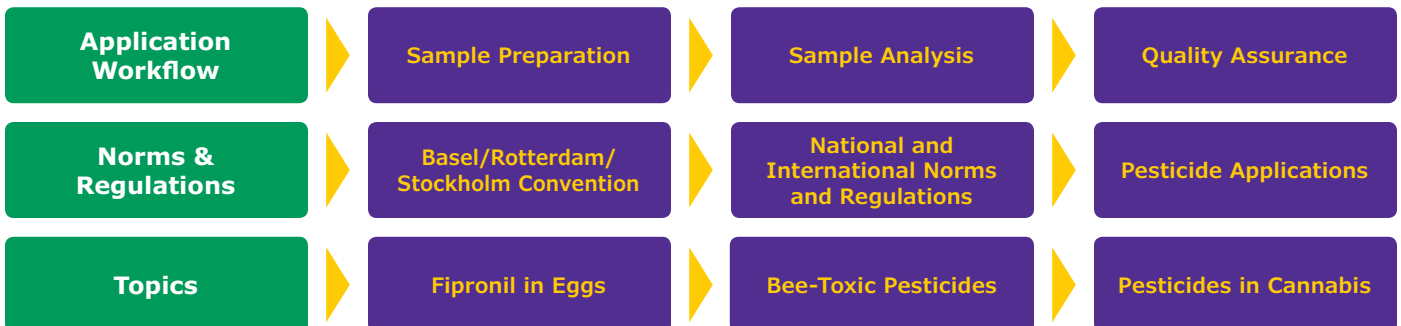 Application
Workflow
Sample Preparation
Sample Analysis
Quality Assurance
Norms &
Regulations
Basel/Rotterdam/
Stockholm Convention
National and
International Norms
and Regulations
Pesticide Applications
Topics
Fipronil in Eggs
Bee-Toxic Pesticides
Pesticides in Cannabis